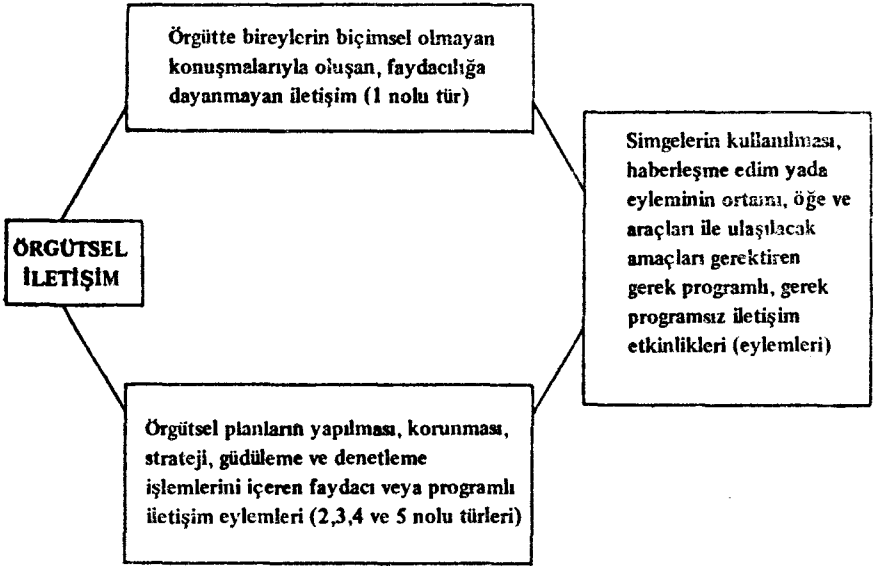 Örgütte bireylerin biçimsel olmayan
konuşmalarıyla oluşan, faydacılığa
dayanmayan iletişim (1 nolu tür)
Simgelerin kullanılması,
haberleşme edim yada
eyleminin ortamı, öğe ve
araçları ile ulaşılacak
amaçları gerektiren
gerek programlı, gerek
programsız iletişim
etkinlikleri (eylemleri)
ÖRGÜTSEL
İLETİŞİM
Örgütsel planların yapılması, korunması,
strateji, güdüleme ve denetleme
işlemlerini içeren faydacı veya programlı
iletişim eylemleri (2,3,4 ve 5 nolu türleri)